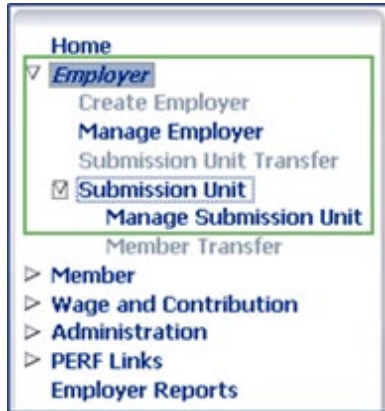 Home
Employer
Create Employer
Manage Employer
Submission Unit Transfer
Submission Unit
Manage Submission Unit
Member Transfer
Member
Wage and Contribution
Administration
PERF Links
Employer Reports